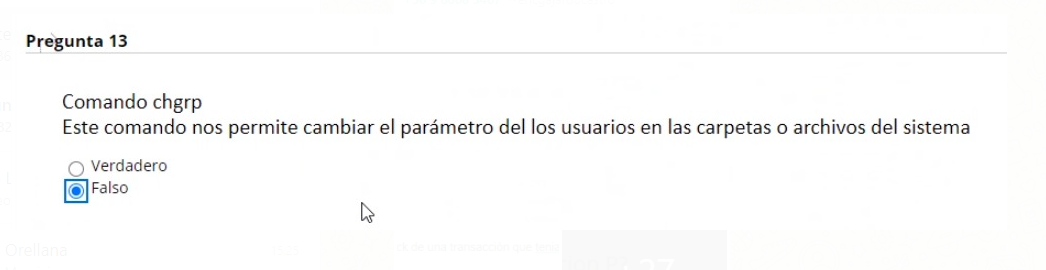 Pregunta 13
Comando chgrp
Este comando nos permite cambiar el parámetro del los usuarios en las carpetas o archivos del sistema
Verdadero
Falso
Orellana